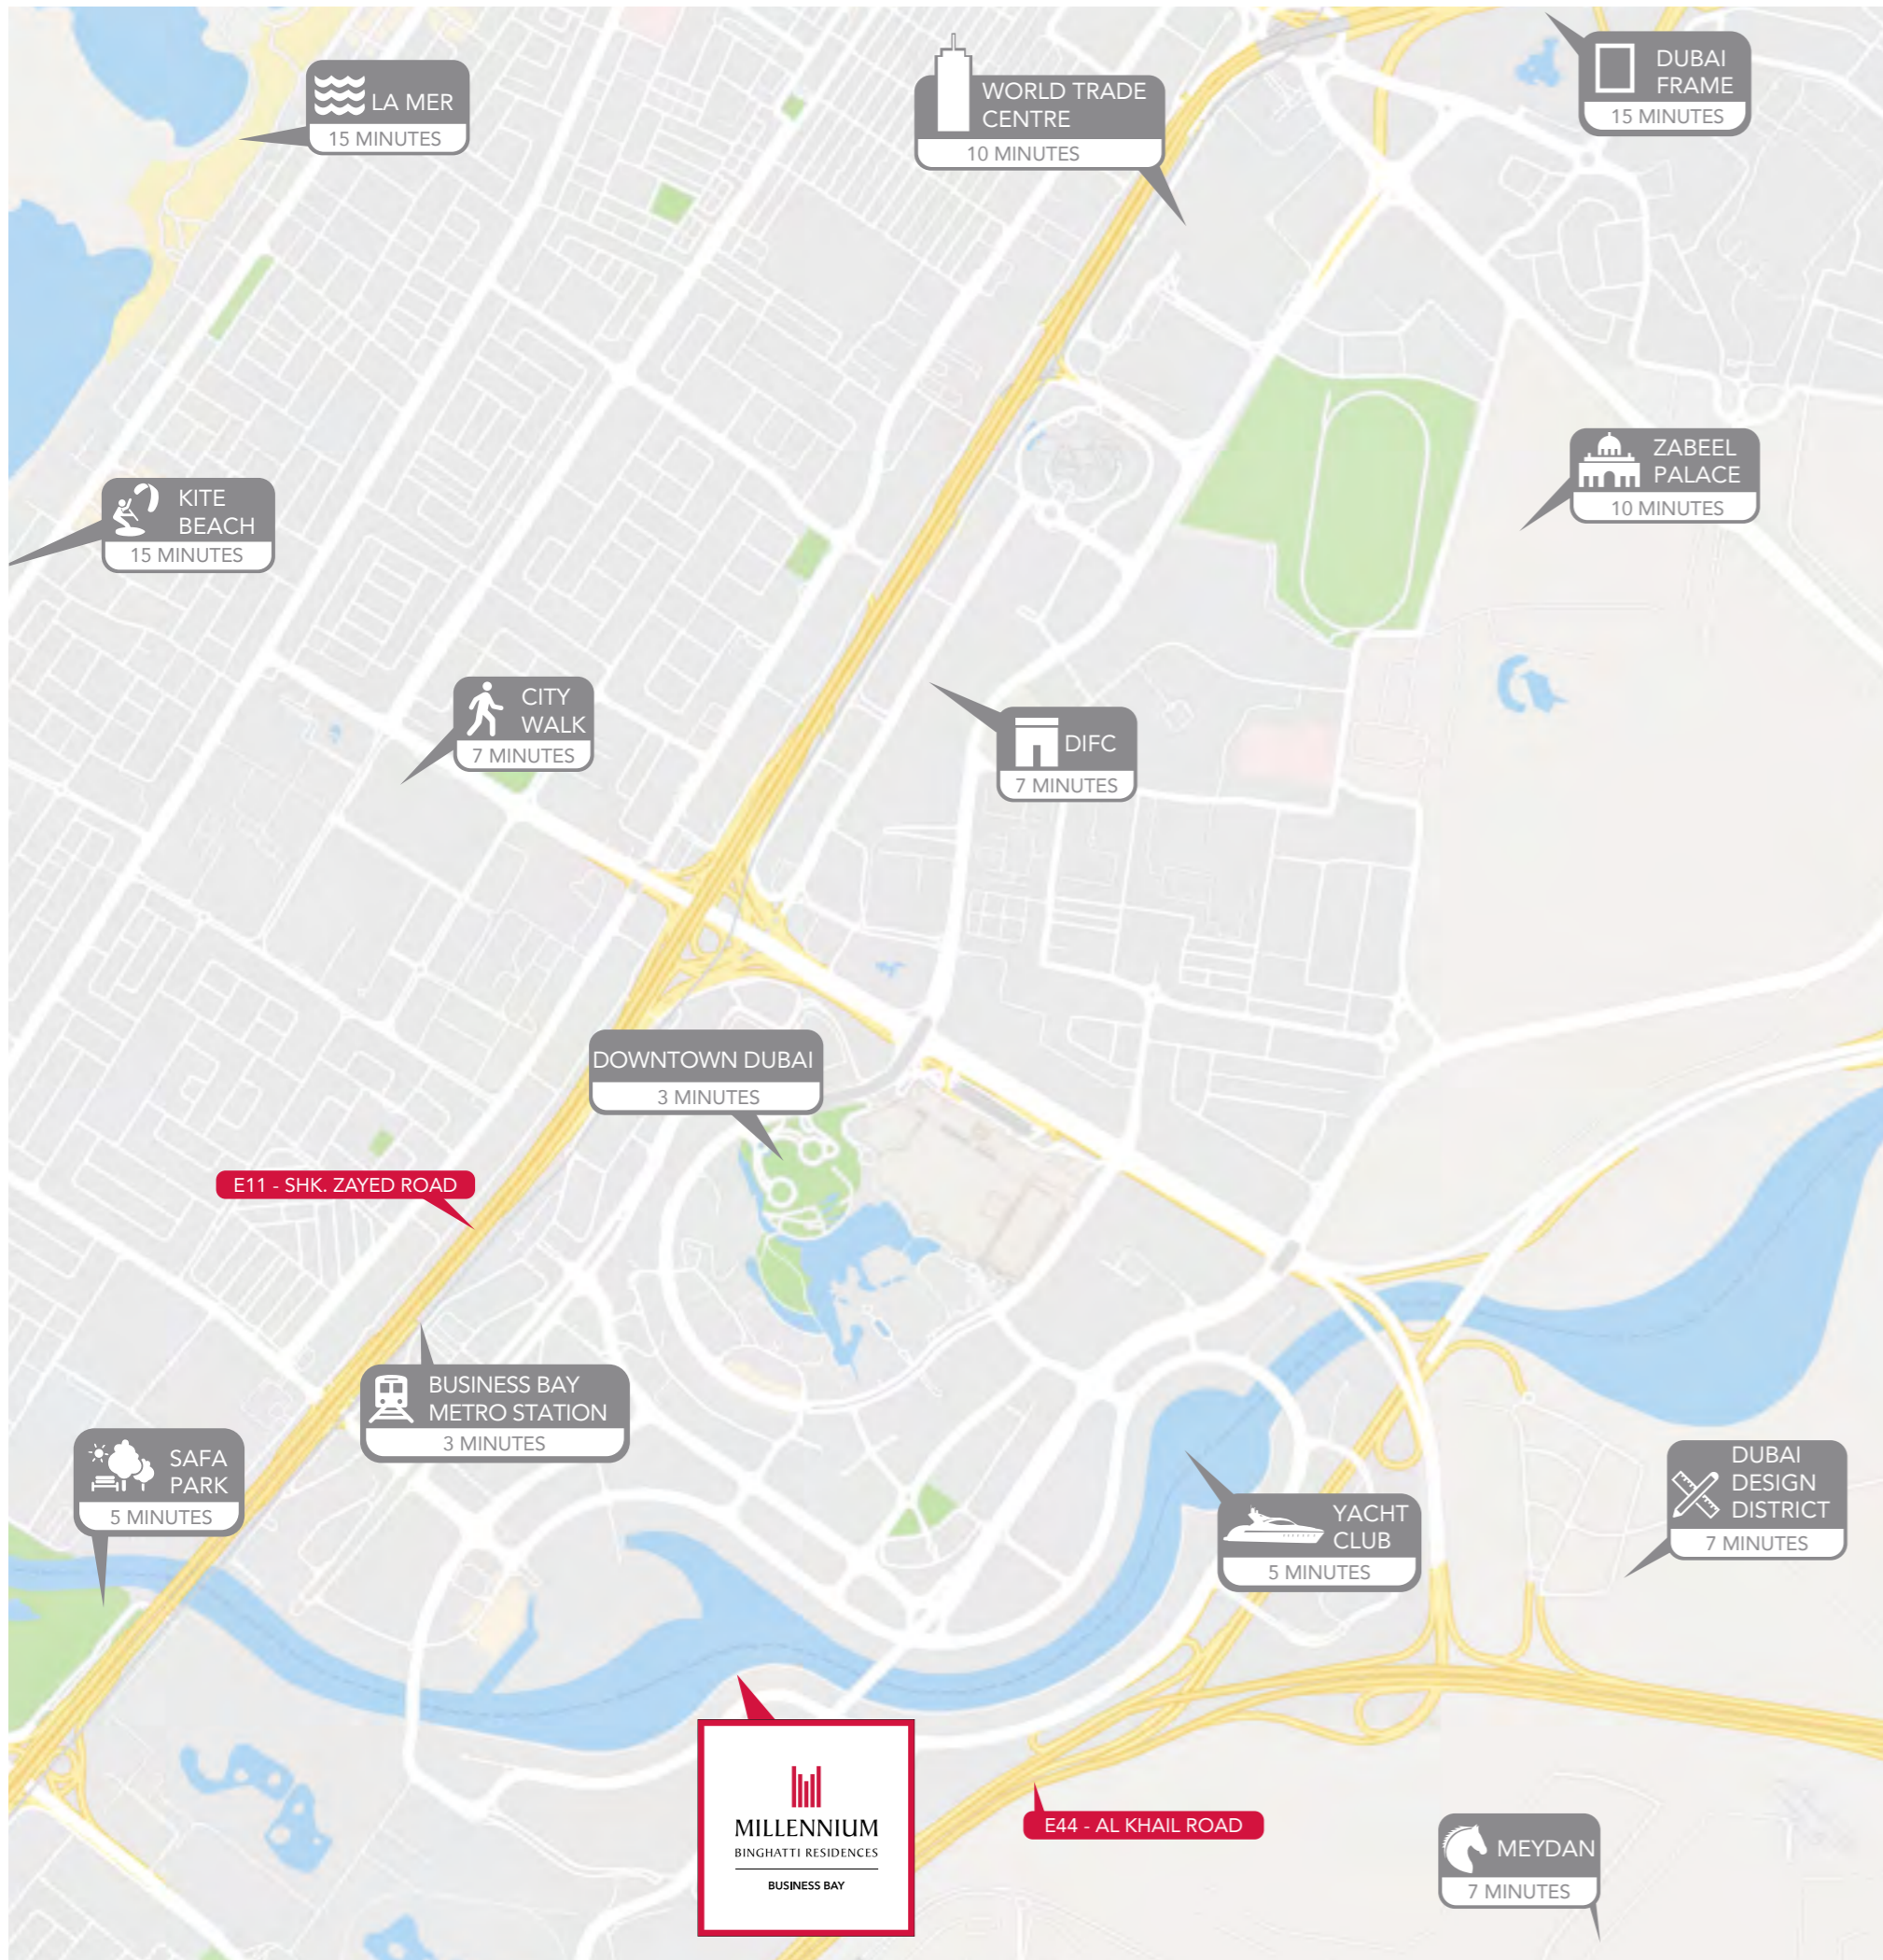 LA MER
15 MINUTES
WORLD TRADE
CENTRE
10 MINUTES
DUBAI
FRAME
15 MINUTES
KITE
BEACH
15 MINUTES
ZABEEL
PALACE
10 MINUTES
CITY
WALK
7 MINUTES
DIFC
7 MINUTES
DOWNTOWN DUBAI
3 MINUTES
E11 - SHK. ZAYED ROAD
BUSINESS BAY
METRO STATION
3 MINUTES
SAFA
PARK
5 MINUTES
YACHT
CLUB
5 MINUTES
DUBAI
DESIGN
DISTRICT
7 MINUTES
MILLENNIUM
BINGHATTI RESIDENCES
BUSINESS BAY
E44 - AL KHAIL ROAD
MEYDAN
7 MINUTES